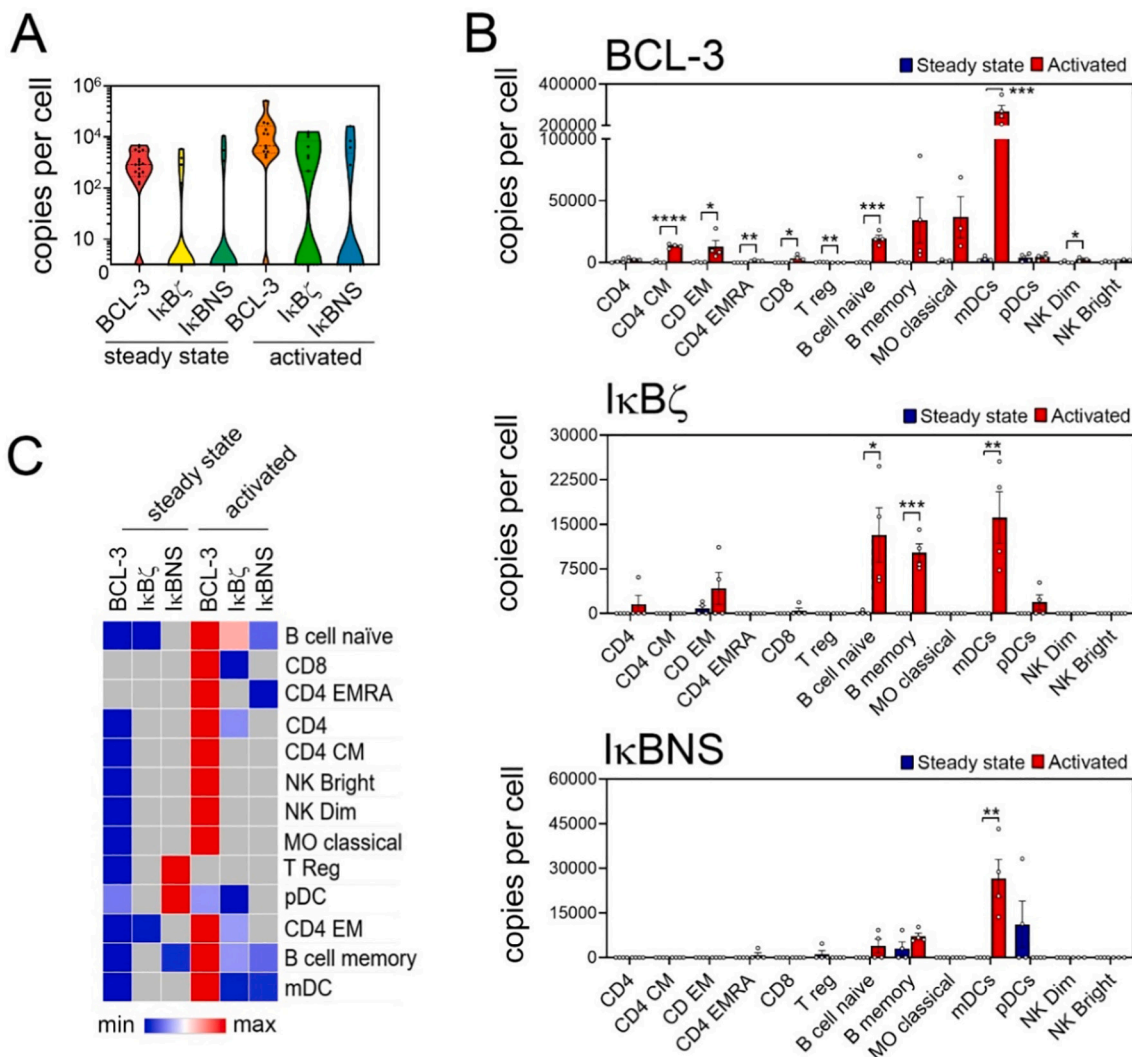 A
copies per cell
10⁶
10⁴
10²
10
0
BCL-3
IκBζ
IκBNS
BCL-3
IκBζ
IκBNS
steady state
activated
B
BCL-3
Steady state Activated
copies per cell
400000
200000
100000
50000
0
**** * ** * ** *** *** *
CD4
CD4 CM
CD EM
CD4 EMRA
CD8
T reg
B cell naive
B memory
MO classical
mDCs
pDCs
NK Dim
NK Bright
IκBζ
Steady state Activated
copies per cell
30000
22500
15000
7500
0
* *** **
CD4
CD4 CM
CD EM
CD4 EMRA
CD8
T reg
B cell naive
B memory
MO classical
mDCs
pDCs
NK Dim
NK Bright
IκBNS
Steady state Activated
copies per cell
60000
45000
30000
15000
0
**
CD4
CD4 CM
CD EM
CD4 EMRA
CD8
T reg
B cell naive
B memory
MO classical
mDCs
pDCs
NK Dim
NK Bright
C
steady state
activated
BCL-3
IκBζ
IκBNS
BCL-3
IκBζ
IκBNS
B cell naïve
CD8
CD4 EMRA
CD4
CD4 CM
NK Bright
NK Dim
MO classical
T Reg
pDC
CD4 EM
B cell memory
mDC
min max